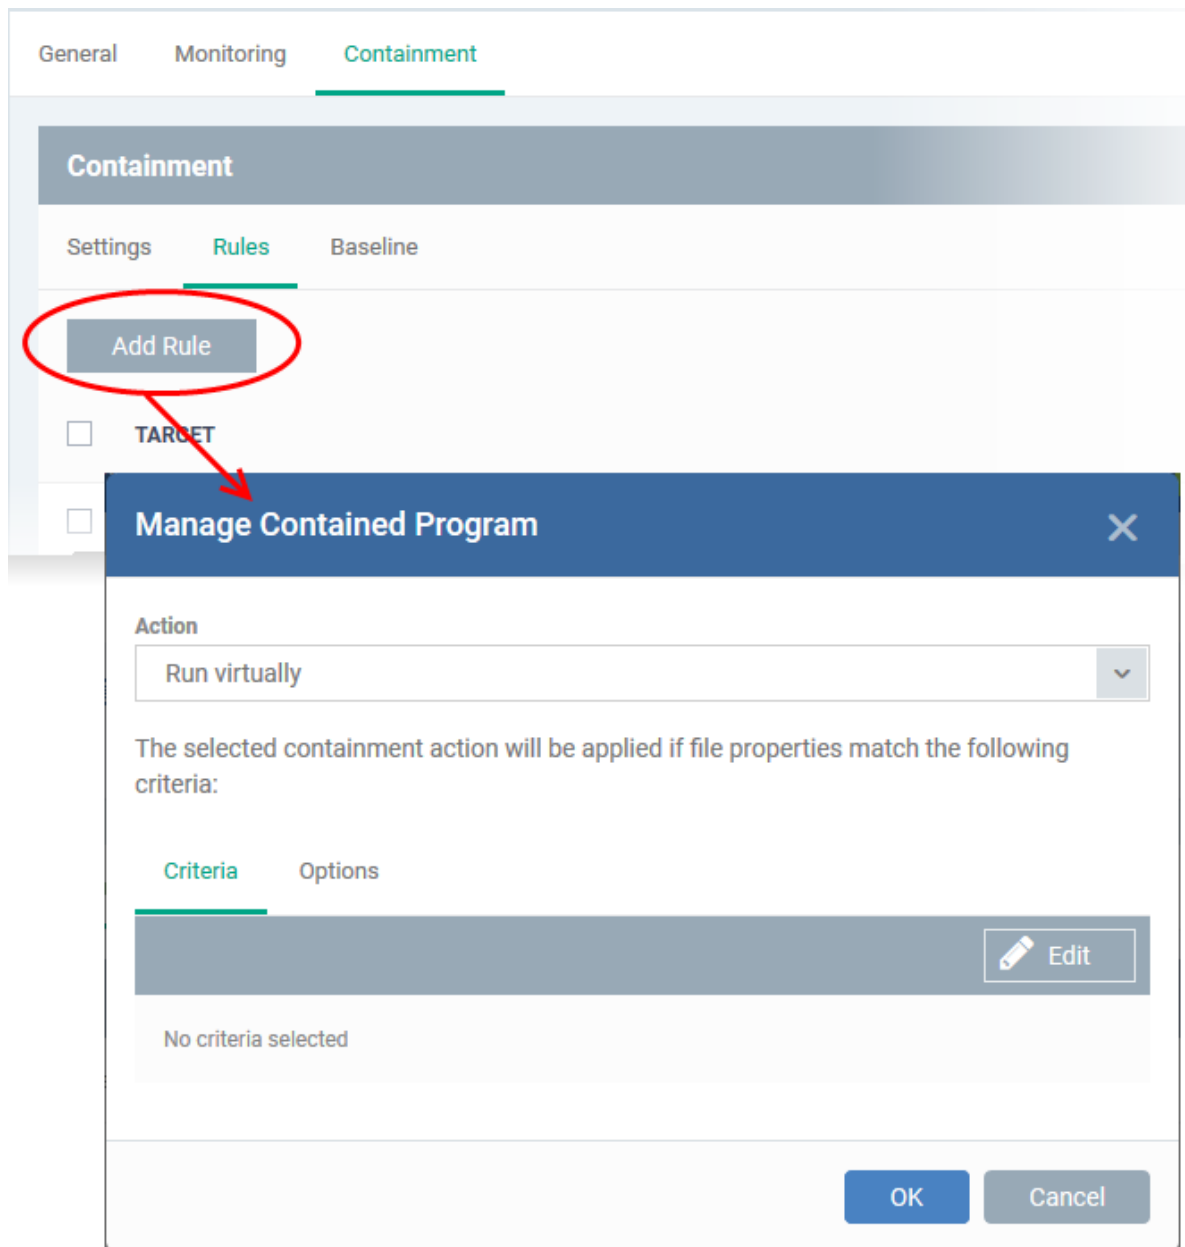 General Monitoring Containment
Containment
Settings Rules Baseline
Add Rule
TARGET
Manage Contained Program
Action
Run virtually
The selected containment action will be applied if file properties match the following
criteria:
Criteria Options
Edit
No criteria selected
OK Cancel